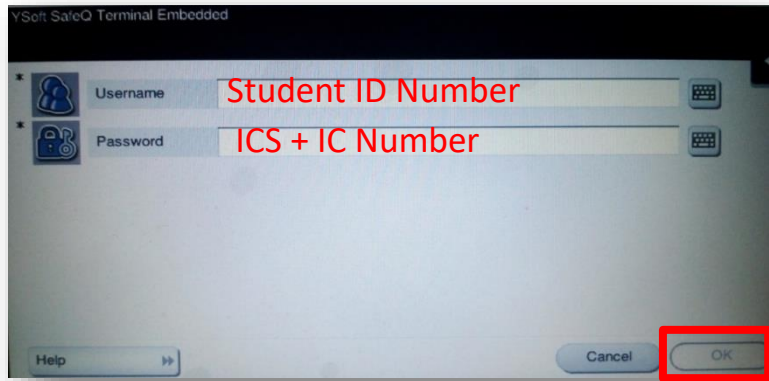 YSoft SafeQ Terminal Embedded
* Username Student ID Number
* Password ICS + IC Number
Help Cancel OK